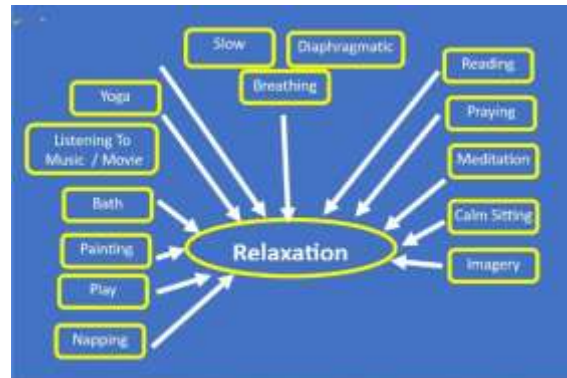 Slow
Diaphragmatic
Breathing
Reading
Yoga
Praying
Listening To
Music / Movie
Meditation
Bath
Calm Sitting
Painting
Relaxation
Imagery
Play
Napping